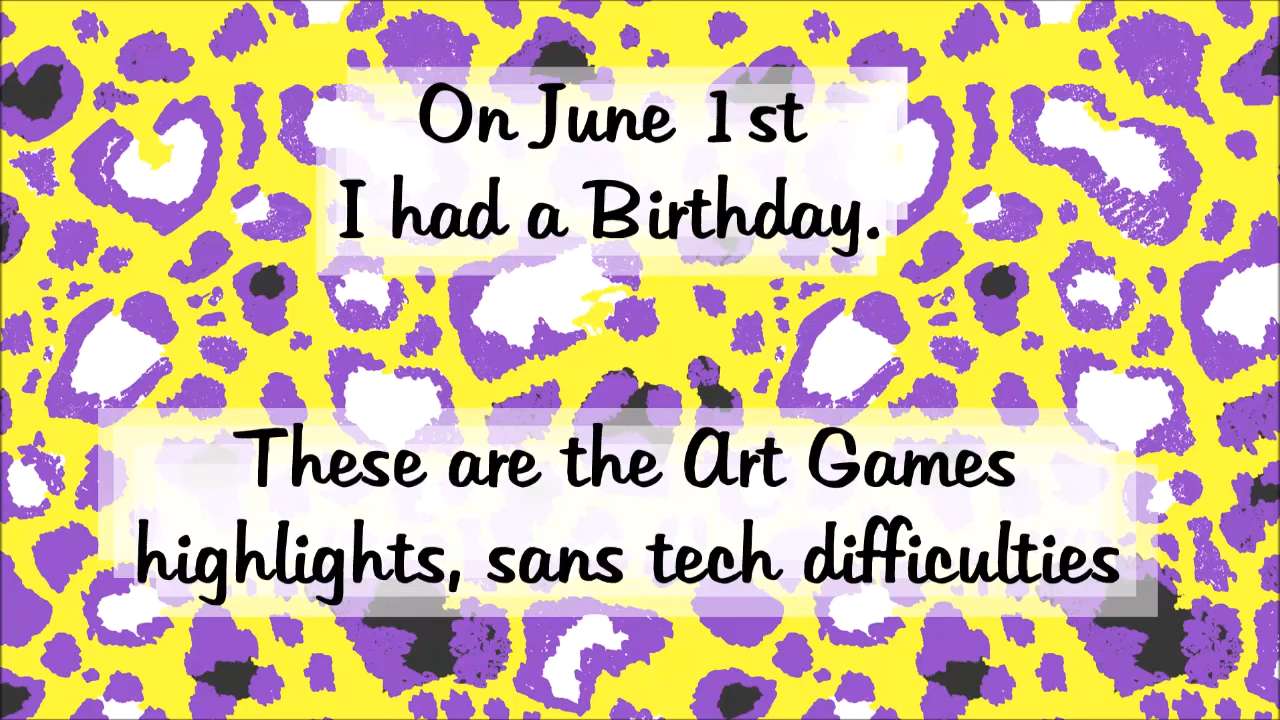 On June 1st
I had a Birthday.
These are the Art Games
highlights, sans tech difficulties